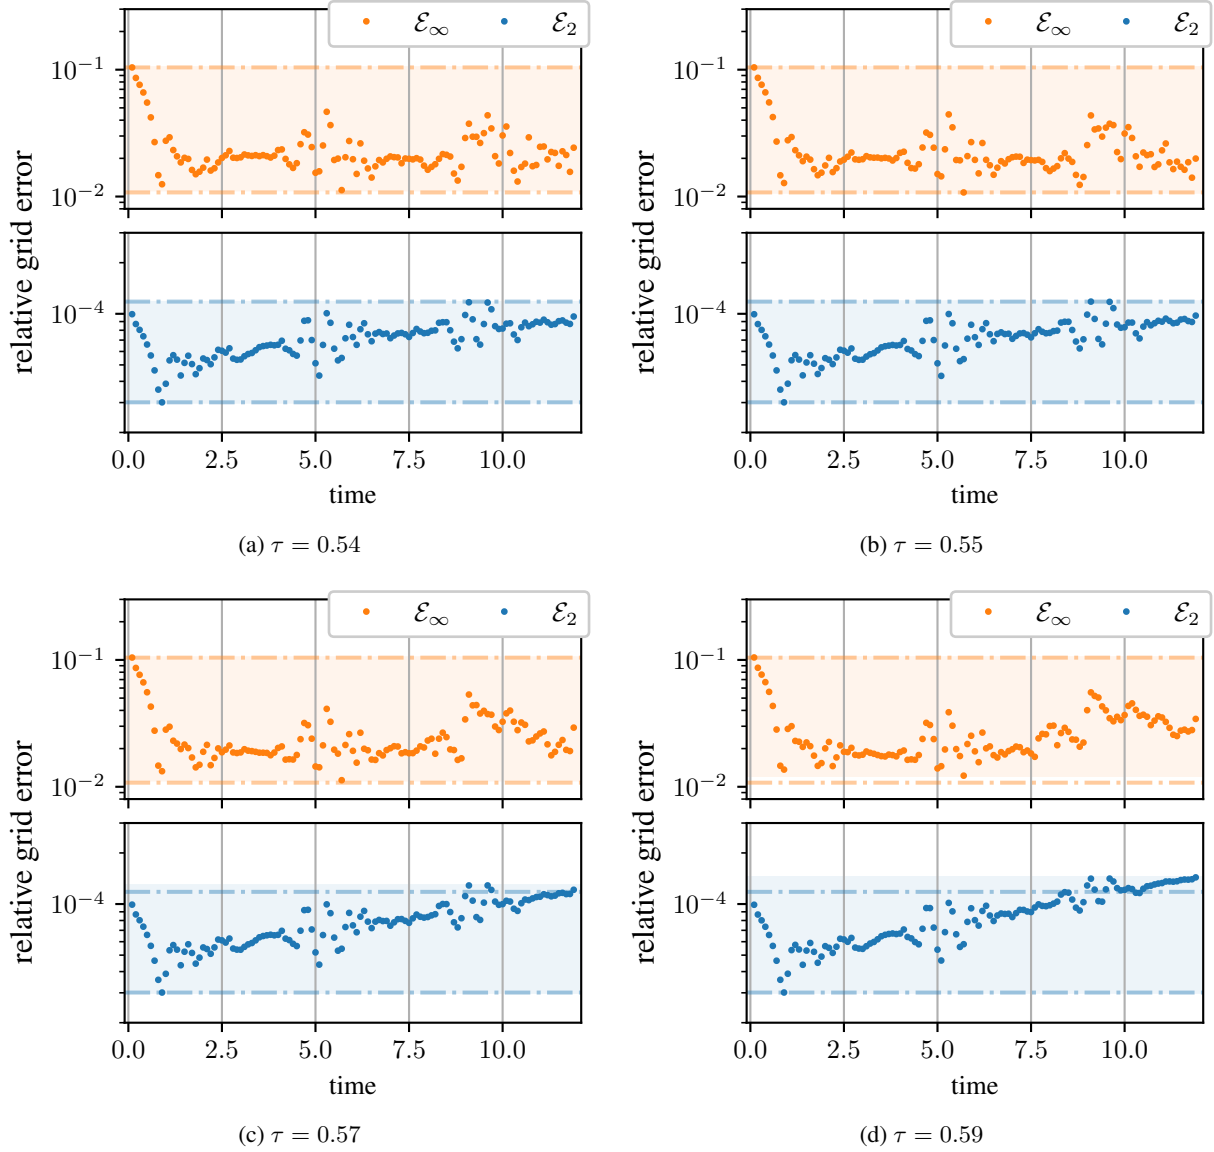 ℰ∞ ℰ2
ℰ∞ ℰ2
10⁻¹
10⁻²
10⁻⁴
relative grid error
0.0 2.5 5.0 7.5 10.0
time
10⁻¹
10⁻²
10⁻⁴
relative grid error
0.0 2.5 5.0 7.5 10.0
time
(a) τ = 0.54
(b) τ = 0.55
ℰ∞ ℰ2
ℰ∞ ℰ2
10⁻¹
10⁻²
10⁻⁴
relative grid error
0.0 2.5 5.0 7.5 10.0
time
10⁻¹
10⁻²
10⁻⁴
relative grid error
0.0 2.5 5.0 7.5 10.0
time
(c) τ = 0.57
(d) τ = 0.59